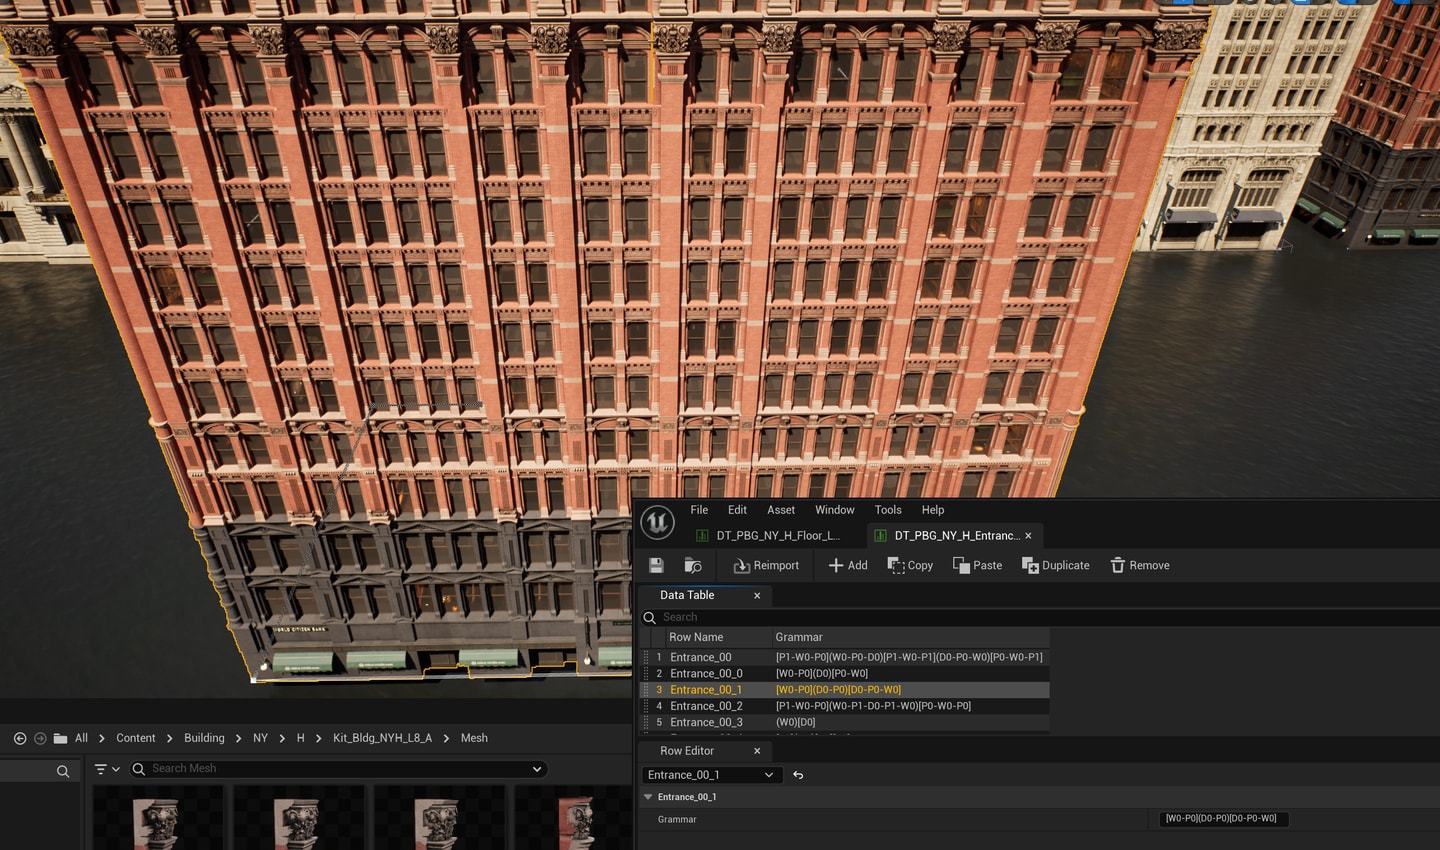 WORLD CITIZEN BANK
File Edit Asset Window Tools Help
DT_PBG_NY_H_Floor_L...
DT_PBG_NY_H_Entranc...
Reimport Add Copy Paste Duplicate Remove
Data Table
Search
Row Name Grammar
1 Entrance_00 [P1-W0-P0](W0-P0-D0)[P1-W0-P1](D0-P0-W0)[P0-W0-P1]
2 Entrance_00_0 [W0-P0](D0)[P0-W0]
3 Entrance_00_1 [W0-P0](D0-P0)[D0-P0-W0]
4 Entrance_00_2 [P1-W0-P0](W0-P1-D0-P1-W0)[P0-W0-P0]
5 Entrance_00_3 (W0)[D0]
All Content Building NY H Kit_Bldg_NYH_L8_A Mesh
Search Mesh
Row Editor
Entrance_00_1
Entrance_00_1
Grammar [W0-P0](D0-P0)[D0-P0-W0]